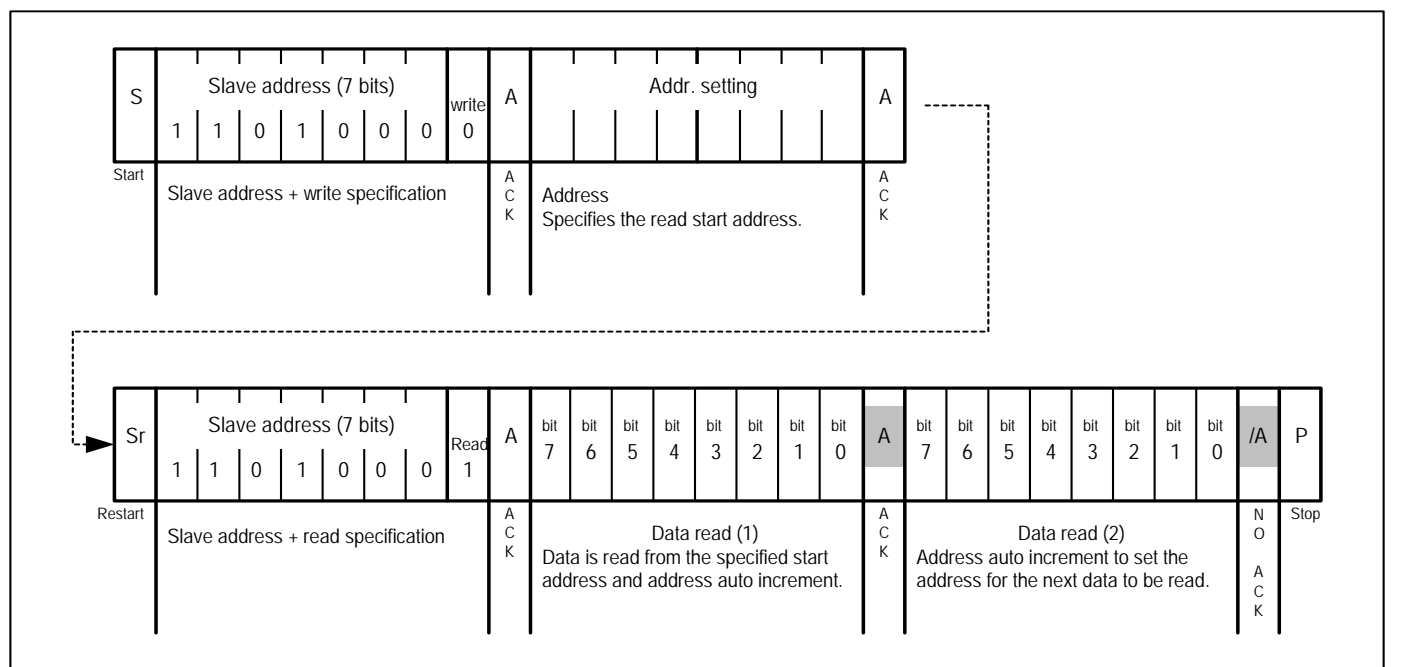 S Slave address (7 bits) write A Addr. setting A
1 1 0 1 0 0 0 0
Start
Slave address + write specification
A C K
Address
Specifies the read start address.
A C K
Sr Slave address (7 bits) Read A bit 7 bit 6 bit 5 bit 4 bit 3 bit 2 bit 1 bit 0 A bit 7 bit 6 bit 5 bit 4 bit 3 bit 2 bit 1 bit 0 /A P
1 1 0 1 0 0 0 1
Restart
Slave address + read specification
A C K
Data read (1)
Data is read from the specified start
address and address auto increment.
A C K
Data read (2)
Address auto increment to set the
address for the next data to be read.
N O A C K
Stop